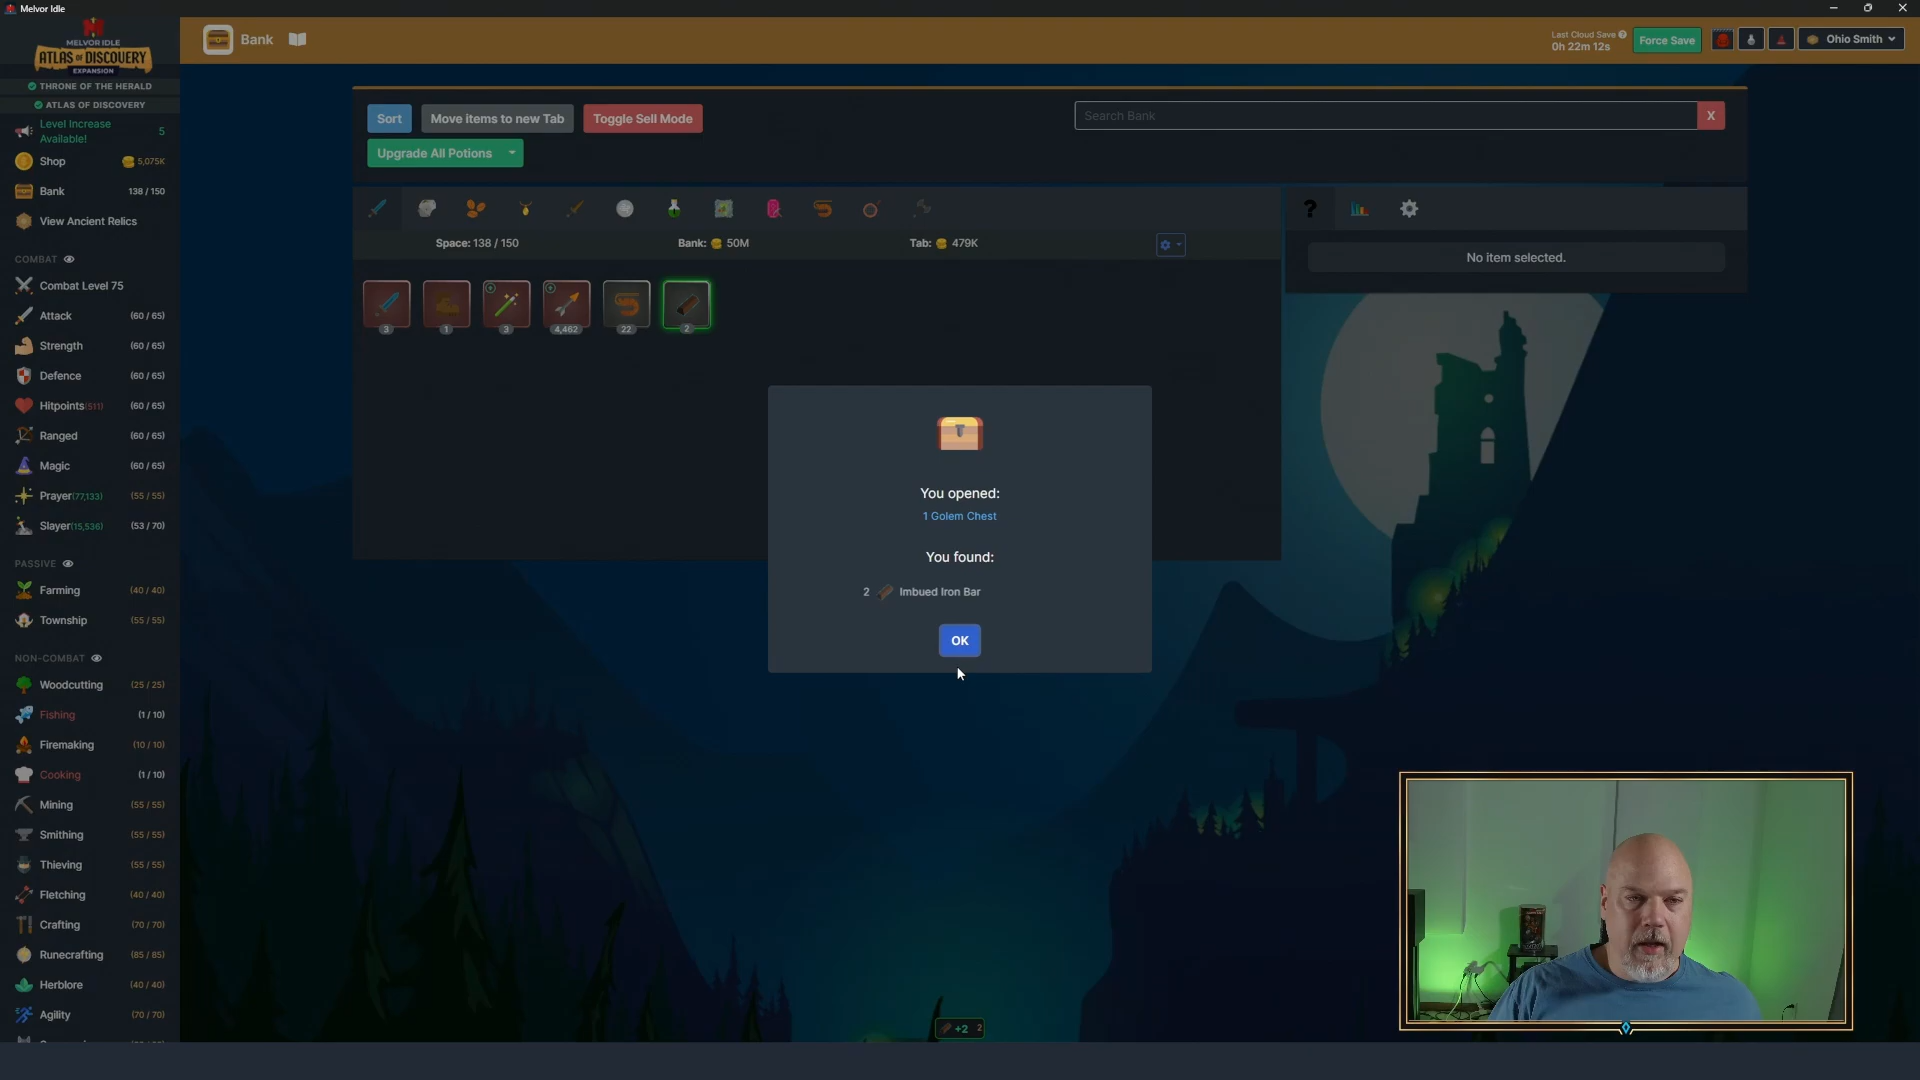 Melvor Idle
MELVOR IDLE
ATLAS OF DISCOVERY
EXPANSION
THRONE OF THE HERALD
ATLAS OF DISCOVERY
Level Increase Available! 5
Shop 5,075K
Bank 138 / 150
View Ancient Relics
COMBAT
Combat Level 75
Attack (60 / 65)
Strength (60 / 65)
Defence (60 / 65)
Hitpoints(511) (60 / 65)
Ranged (60 / 65)
Magic (60 / 65)
Prayer(77,133) (55 / 55)
Slayer(15,536) (53 / 70)
PASSIVE
Farming (40 / 40)
Township (55 / 55)
NON-COMBAT
Woodcutting (25 / 25)
Fishing (1 / 10)
Firemaking (10 / 10)
Cooking (1 / 10)
Mining (55 / 55)
Smithing (55 / 55)
Thieving (55 / 55)
Fletching (40 / 40)
Crafting (70 / 70)
Runecrafting (85 / 85)
Herblore (40 / 40)
Agility (70 / 70)
Bank
Last Cloud Save ?
0h 22m 12s
Force Save
Ohio Smith
Sort
Move items to new Tab
Toggle Sell Mode
Search Bank
X
Upgrade All Potions
Space: 138 / 150
Bank: 50M
Tab: 479K
3
1
3
4,462
22
2
?
No item selected.
You opened:
1 Golem Chest
You found:
2 Imbued Iron Bar
OK
+2 2